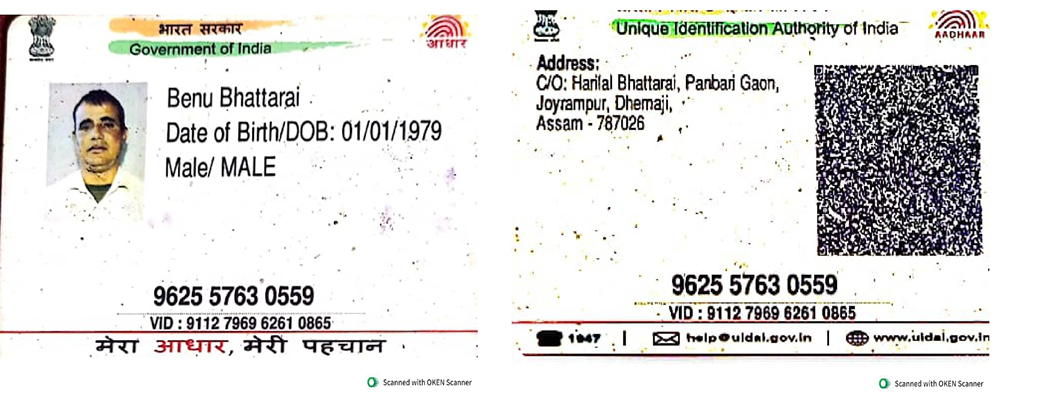 भारत सरकार
Government of India
आधार
Benu Bhattarai
Date of Birth/DOB: 01/01/1979
Male/ MALE
9625 5763 0559
VID : 9112 7969 6261 0865
मेरा आधार, मेरी पहचान
Scanned with OKEN Scanner
Unique Identification Authority of India
AADHAAR
Address:
C/O: Harilal Bhattarai, Panbari Gaon,
Joyrampur, Dhemaji,
Assam - 787026
9625 5763 0559
VID : 9112 7969 6261 0865
1947
help@uidai.gov.in
www.uidai.gov.in
Scanned with OKEN Scanner